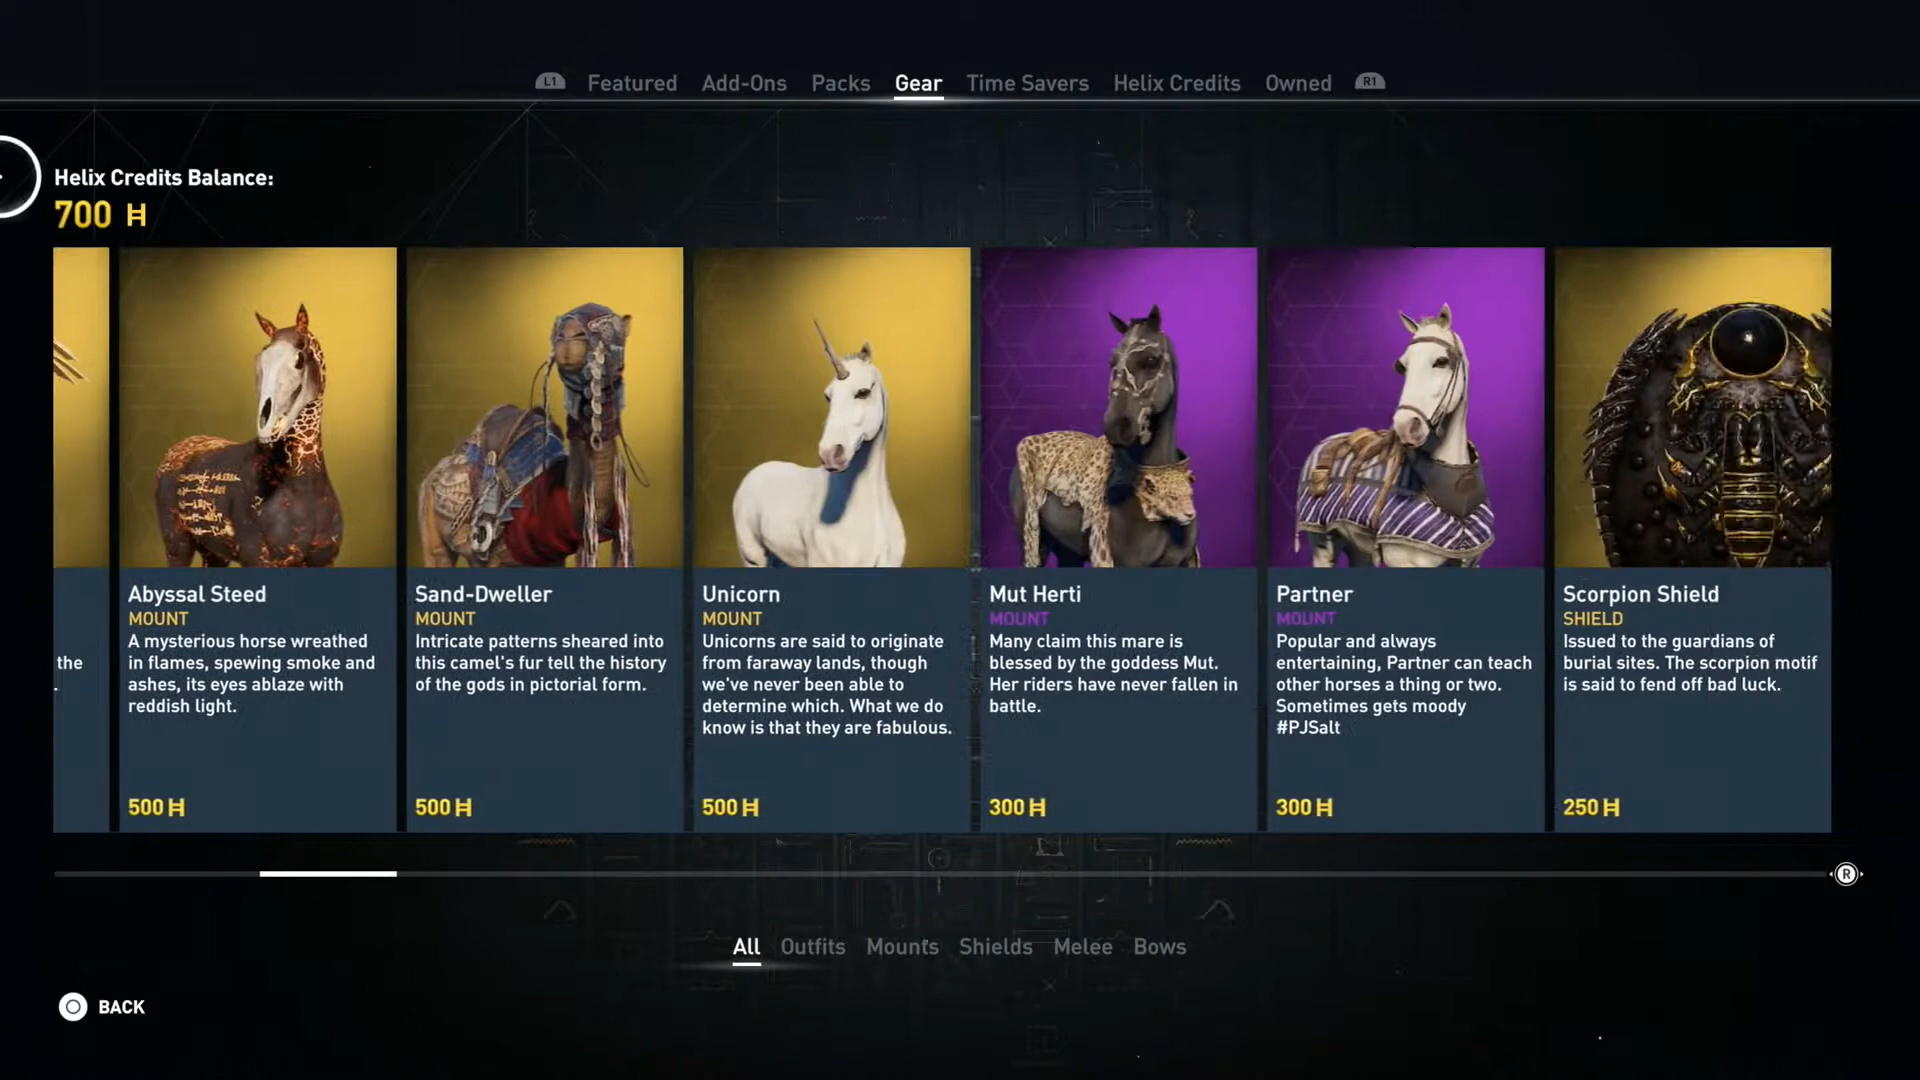 L1 Featured Add-Ons Packs Gear Time Savers Helix Credits Owned R1
Helix Credits Balance:
700
the
.
Abyssal Steed
MOUNT
A mysterious horse wreathed
in flames, spewing smoke and
ashes, its eyes ablaze with
reddish light.
500
Sand-Dweller
MOUNT
Intricate patterns sheared into
this camel's fur tell the history
of the gods in pictorial form.
500
Unicorn
MOUNT
Unicorns are said to originate
from faraway lands, though
we've never been able to
determine which. What we do
know is that they are fabulous.
500
Mut Herti
MOUNT
Many claim this mare is
blessed by the goddess Mut.
Her riders have never fallen in
battle.
300
Partner
MOUNT
Popular and always
entertaining, Partner can teach
other horses a thing or two.
Sometimes gets moody
#PJSalt
300
Scorpion Shield
SHIELD
Issued to the guardians of
burial sites. The scorpion motif
is said to fend off bad luck.
250
R
All Outfits Mounts Shields Melee Bows
BACK